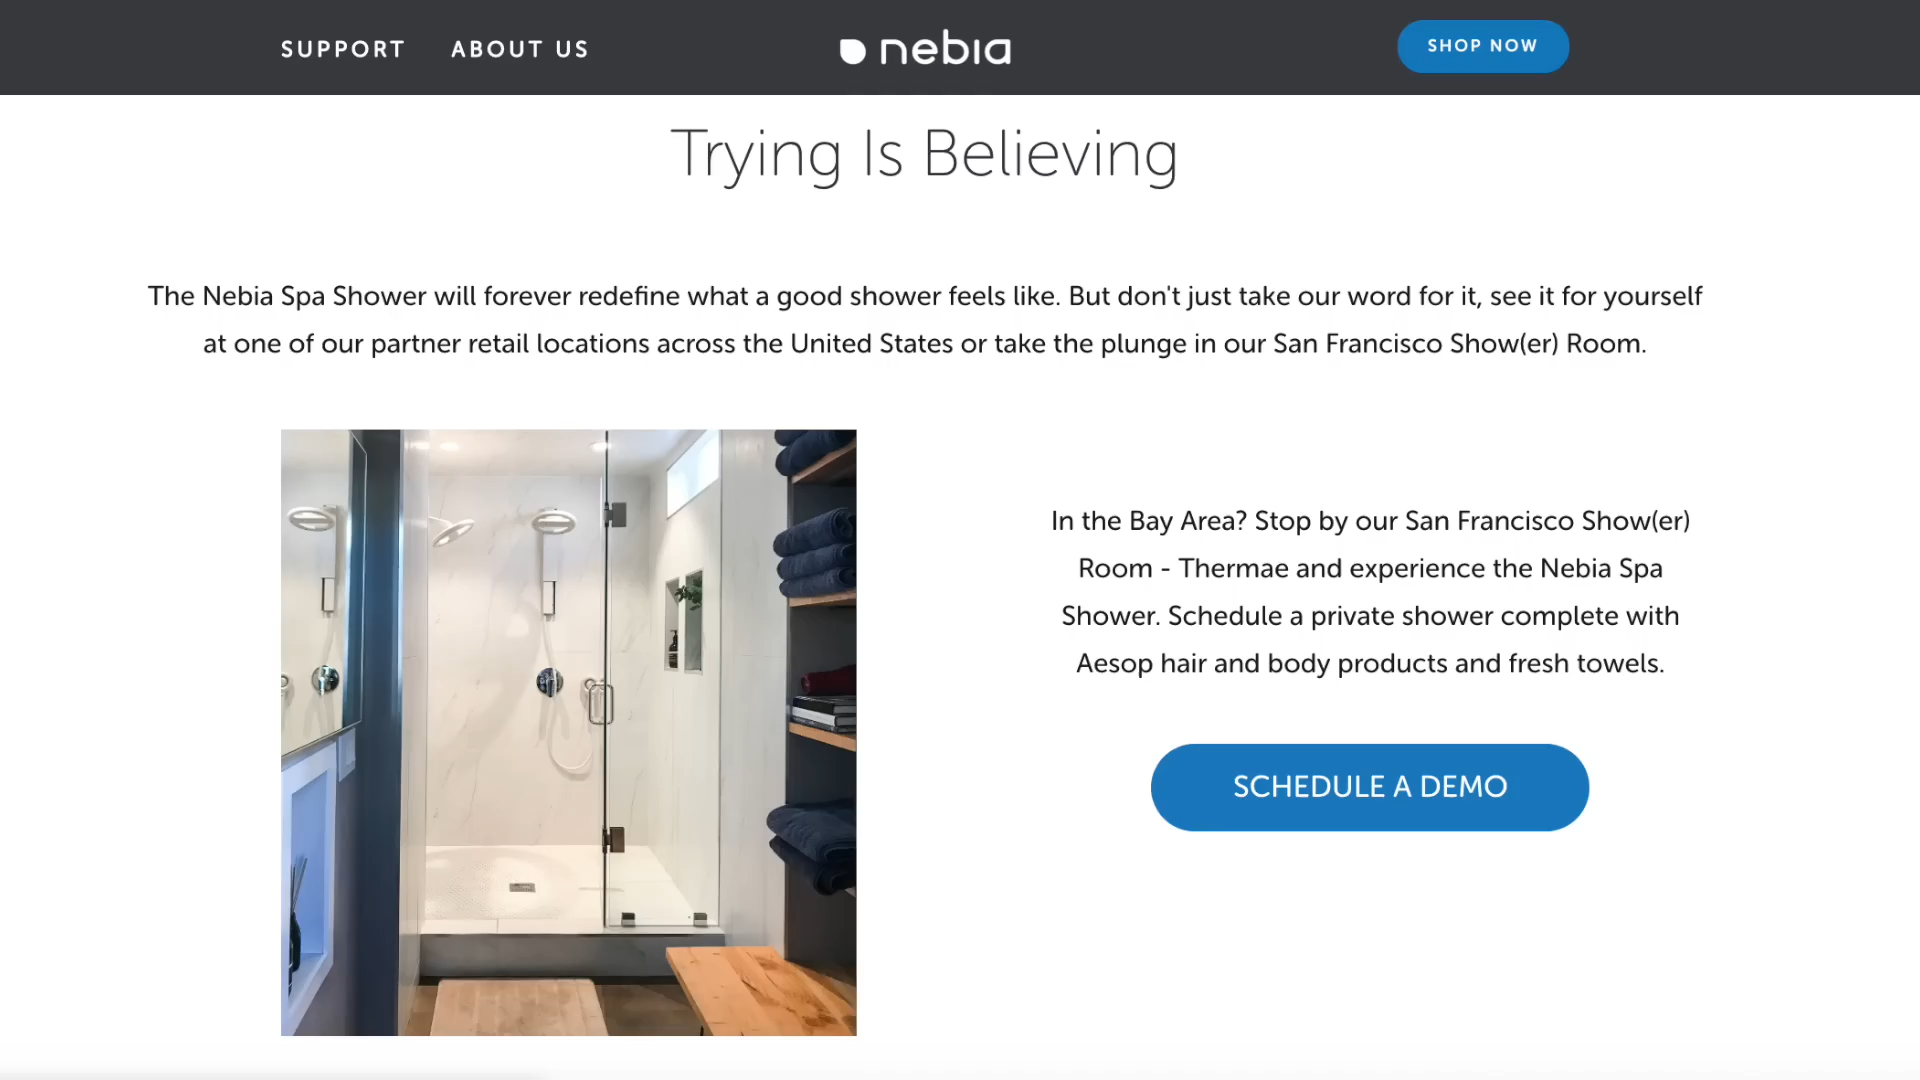 SUPPORT
ABOUT US
nebia
SHOP NOW
Trying Is Believing
The Nebia Spa Shower will forever redefine what a good shower feels like. But don't just take our word for it, see it for yourself
at one of our partner retail locations across the United States or take the plunge in our San Francisco Show(er) Room.
In the Bay Area? Stop by our San Francisco Show(er)
Room - Thermae and experience the Nebia Spa
Shower. Schedule a private shower complete with
Aesop hair and body products and fresh towels.
SCHEDULE A DEMO